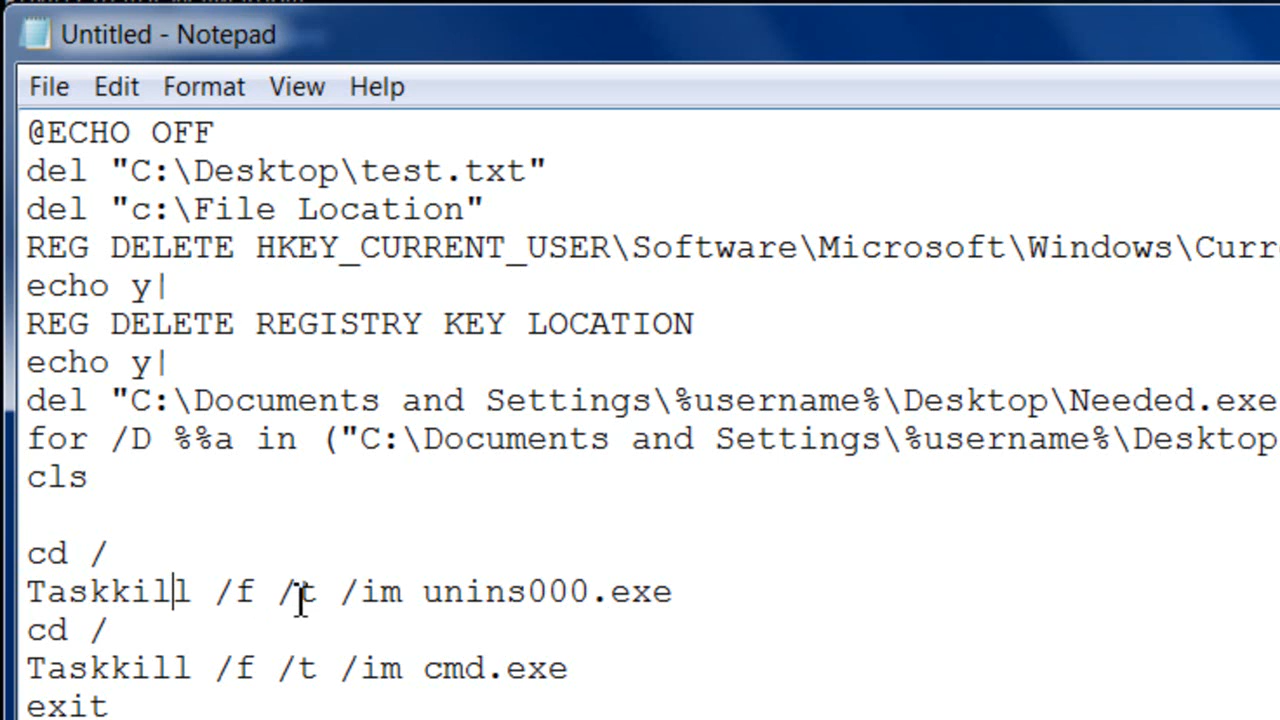 Untitled - Notepad
File Edit Format View Help
@ECHO OFF
del "C:\Desktop\test.txt"
del "c:\File Location"
REG DELETE HKEY_CURRENT_USER\Software\Microsoft\Windows\Curr
echo y|
REG DELETE REGISTRY KEY LOCATION
echo y|
del "C:\Documents and Settings\%username%\Desktop\Needed.exe
for /D %%a in ("C:\Documents and Settings\%username%\Desktop
cls
cd /
Taskkill /f /t /im unins000.exe
cd /
Taskkill /f /t /im cmd.exe
exit